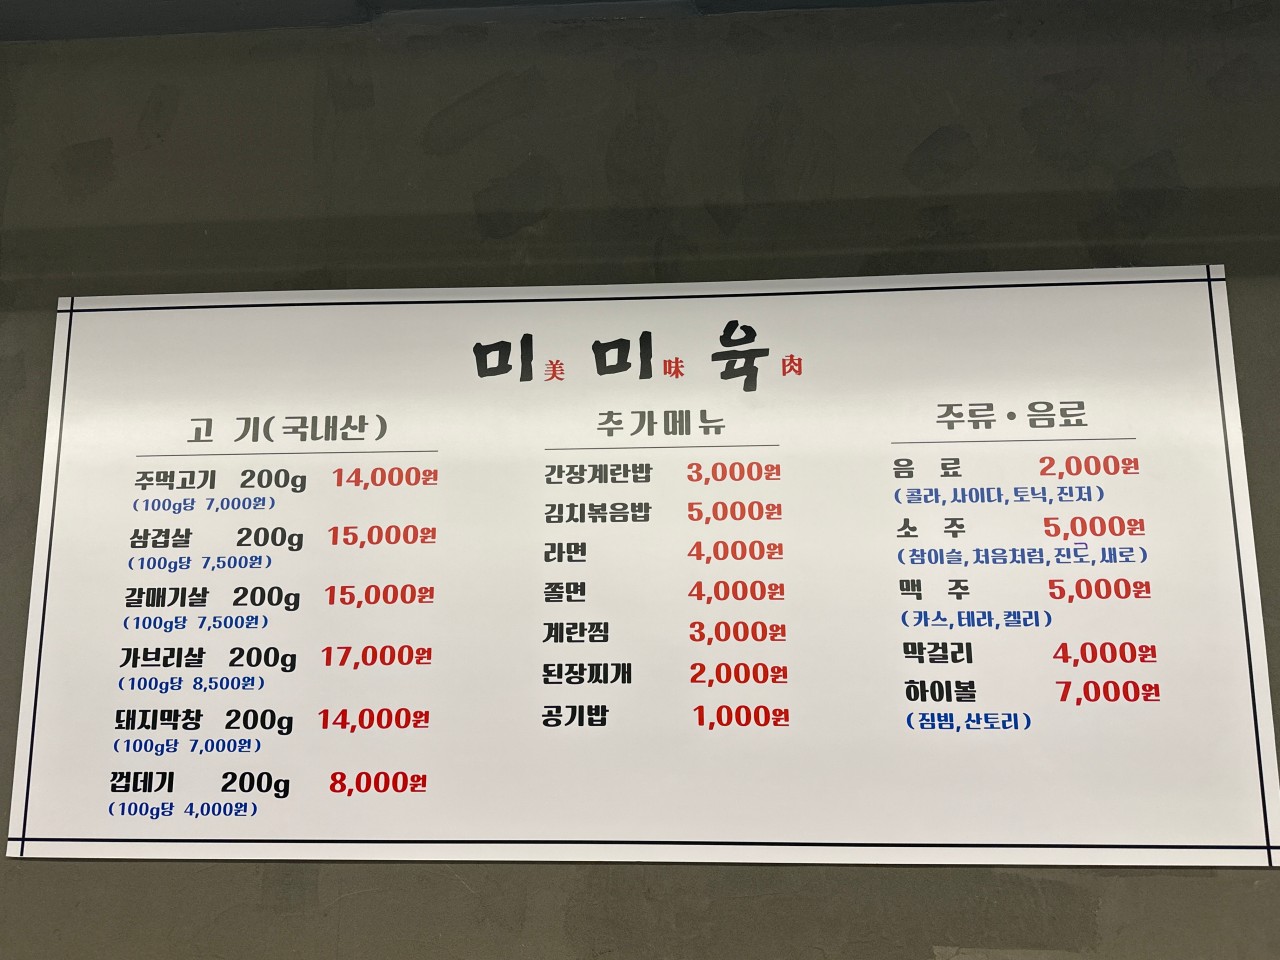 미美 미味 육肉
고 기(국내산)
주먹고기 200g 14,000원
(100g당 7,000원)
삼겹살 200g 15,000원
(100g당 7,500원)
갈매기살 200g 15,000원
(100g당 7,500원)
가브리살 200g 17,000원
(100g당 8,500원)
돼지막창 200g 14,000원
(100g당 7,000원)
껍데기 200g 8,000원
(100g당 4,000원)
추가메뉴
간장계란밥 3,000원
김치볶음밥 5,000원
라면 4,000원
쫄면 4,000원
계란찜 3,000원
된장찌개 2,000원
공기밥 1,000원
주류·음료
음 료 2,000원
(콜라,사이다,토닉,진저)
소 주 5,000원
(참이슬,처음처럼,진로,새로)
맥 주 5,000원
(카스,테라,켈리)
막걸리 4,000원
하이볼 7,000원
(짐빔,산토리)